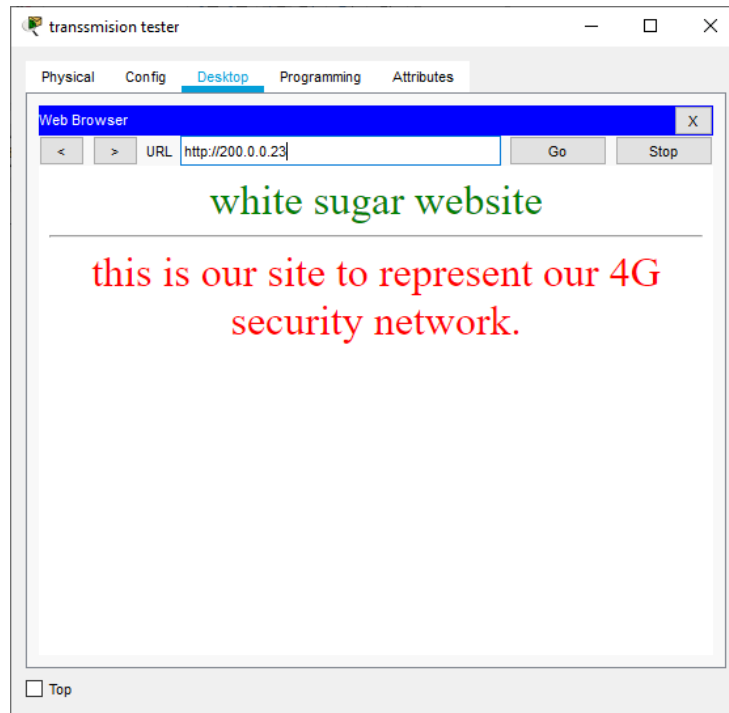 transsmision tester
Physical Config Desktop Programming Attributes
Web Browser X
< > URL http://200.0.0.23 Go Stop
white sugar website
this is our site to represent our 4G
security network.
Top